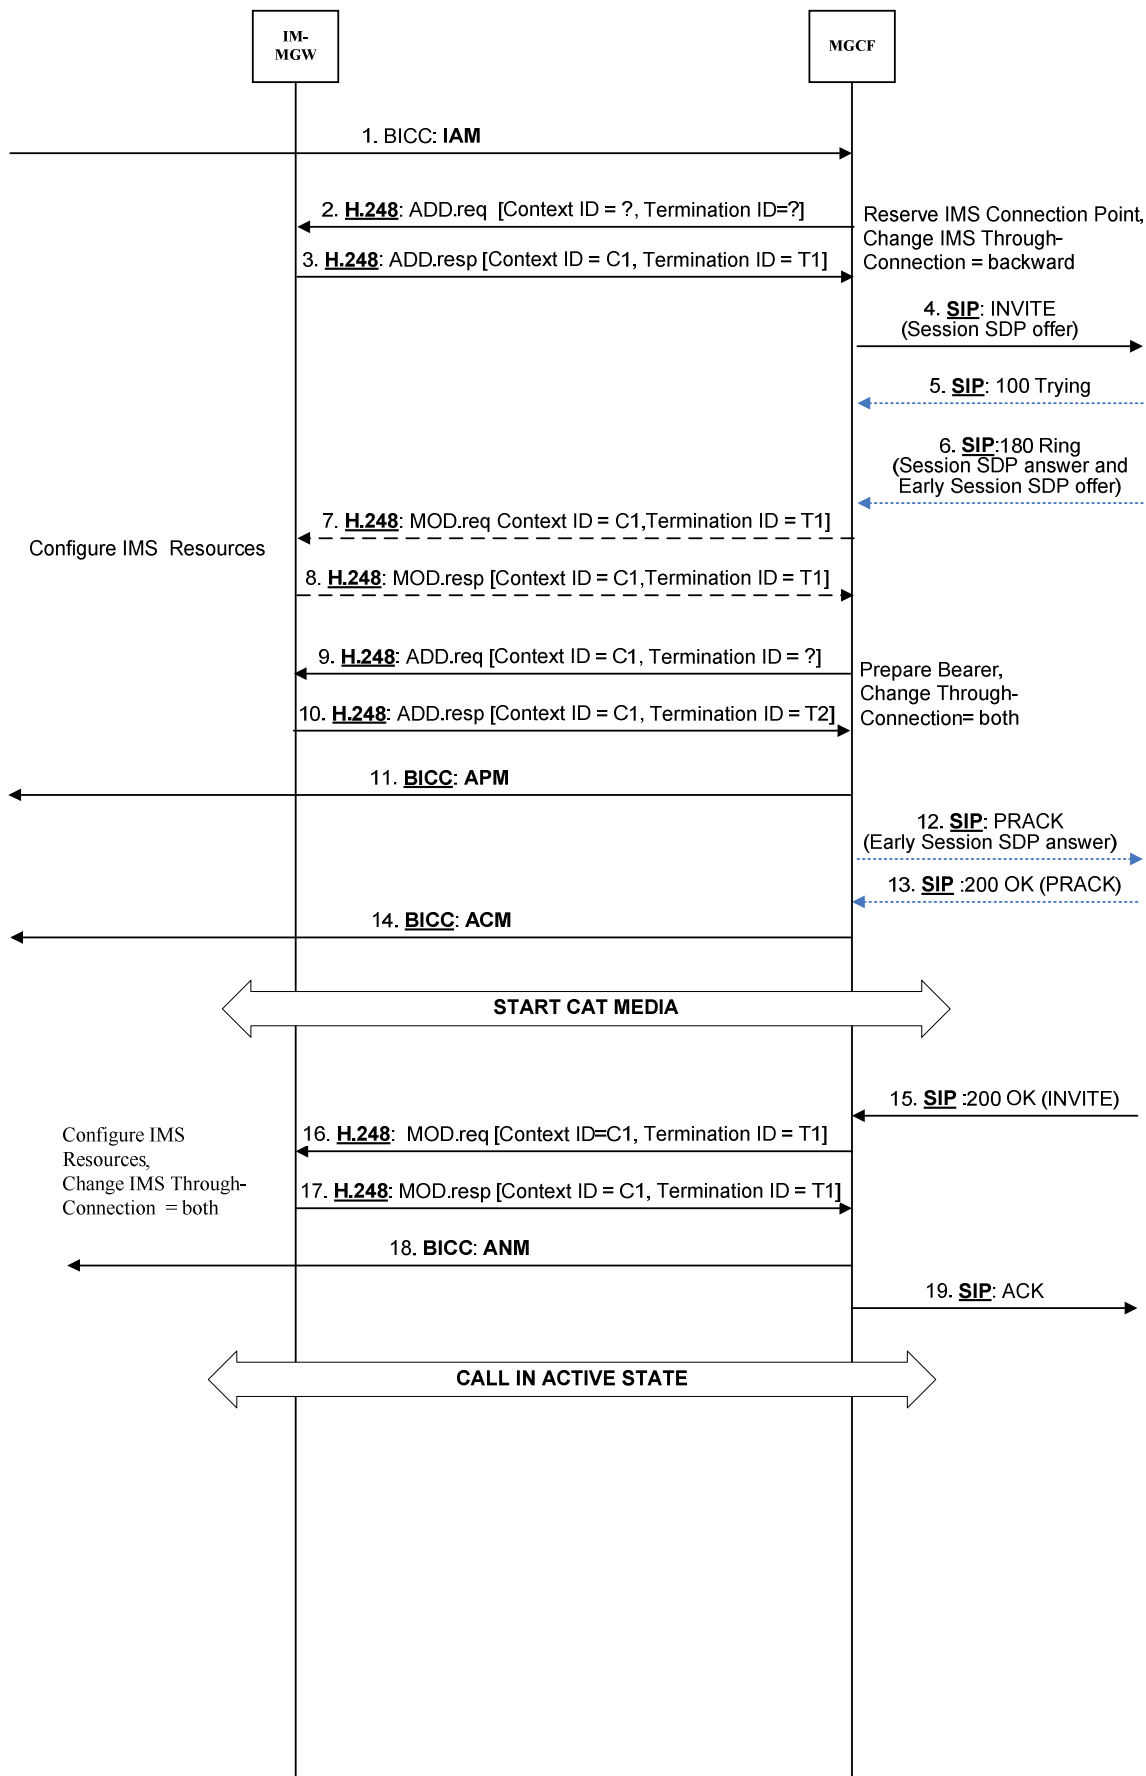 IM-
MGW
MGCF
1. BICC: IAM
2. H.248: ADD.req [Context ID = ?, Termination ID=?]
Reserve IMS Connection Point,
Change IMS Through-
Connection = backward
3. H.248: ADD.resp [Context ID = C1, Termination ID = T1]
4. SIP: INVITE
(Session SDP offer)
5. SIP: 100 Trying
6. SIP:180 Ring
(Session SDP answer and
Early Session SDP offer)
7. H.248: MOD.req Context ID = C1,Termination ID = T1]
Configure IMS Resources
8. H.248: MOD.resp [Context ID = C1,Termination ID = T1]
9. H.248: ADD.req [Context ID = C1, Termination ID = ?]
Prepare Bearer,
Change Through-
Connection= both
10. H.248: ADD.resp [Context ID = C1, Termination ID = T2]
11. BICC: APM
12. SIP: PRACK
(Early Session SDP answer)
13. SIP :200 OK (PRACK)
14. BICC: ACM
START CAT MEDIA
15. SIP :200 OK (INVITE)
16. H.248: MOD.req [Context ID=C1, Termination ID = T1]
Configure IMS
Resources,
Change IMS Through-
Connection = both
17. H.248: MOD.resp [Context ID = C1, Termination ID = T1]
18. BICC: ANM
19. SIP: ACK
CALL IN ACTIVE STATE